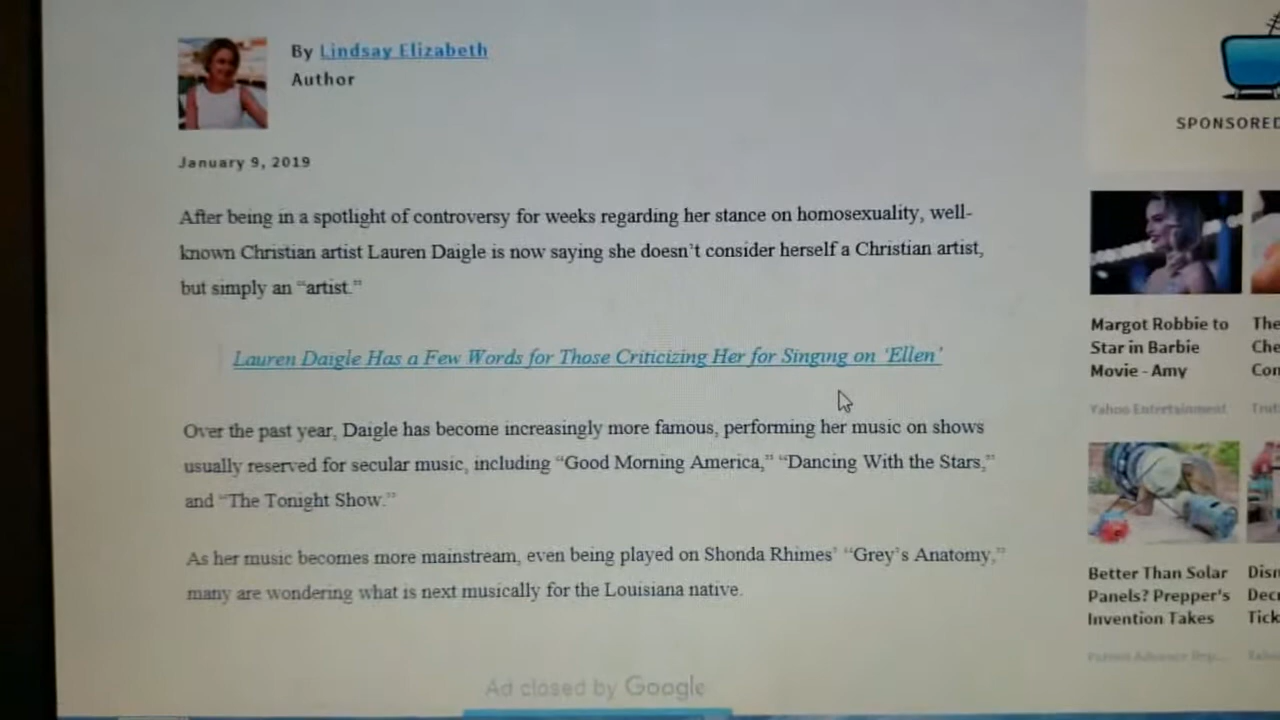 By Lindsay Elizabeth
Author
January 9, 2019
After being in a spotlight of controversy for weeks regarding her stance on homosexuality, well-
known Christian artist Lauren Daigle is now saying she doesn't consider herself a Christian artist,
but simply an “artist.”
Lauren Daigle Has a Few Words for Those Criticizing Her for Singing on ‘Ellen’
Over the past year, Daigle has become increasingly more famous, performing her music on shows
usually reserved for secular music, including “Good Morning America,” “Dancing With the Stars,”
and “The Tonight Show.”
As her music becomes more mainstream, even being played on Shonda Rhimes’ “Grey’s Anatomy,”
many are wondering what is next musically for the Louisiana native.
Ad closed by Google
SPONSORED
Margot Robbie to
Star in Barbie
Movie - Amy
Yahoo Entertainment
The
Che
Con
Better Than Solar
Panels? Prepper's
Invention Takes
Disn
Dec
Tick